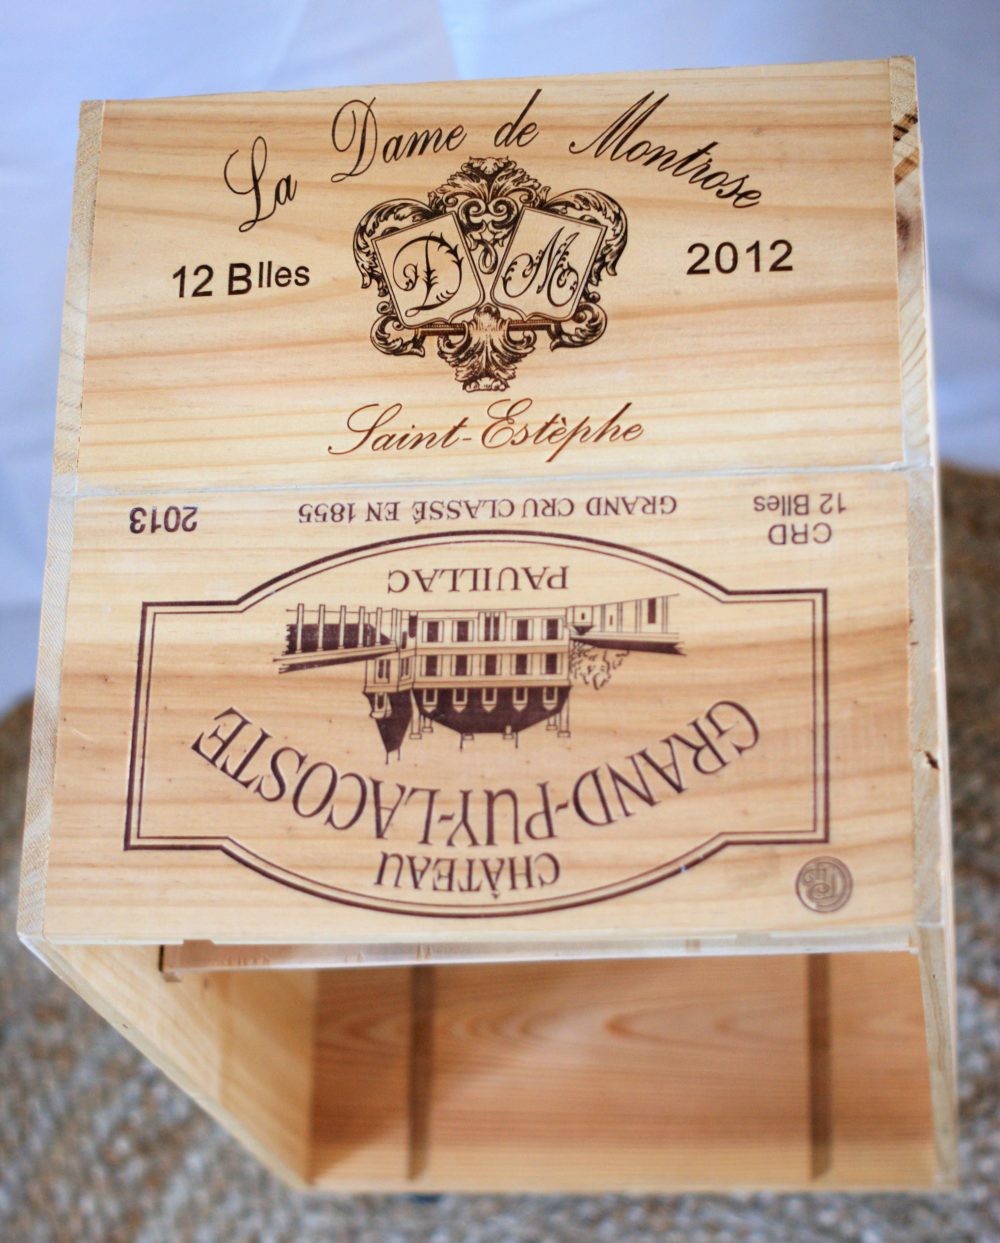 La Dame de Montrose
12 Blles
D M
2012
Saint-Estèphe
CHÂTEAU
GRAND-PUY-LACOSTE
PAUILLAC
CRD
12 Blles
GRAND CRU CLASSÉ EN 1855
2013